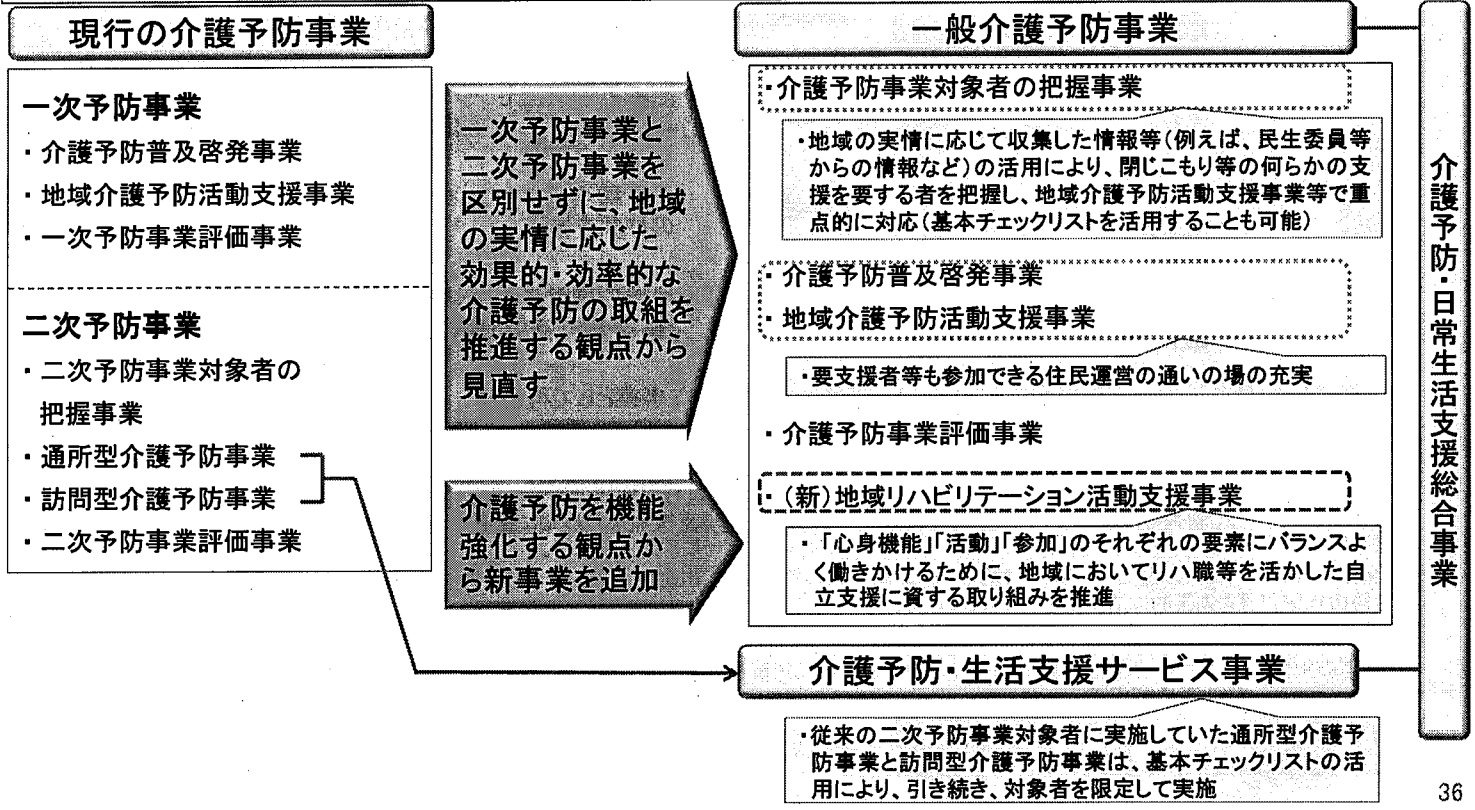 現行の介護予防事業
一次予防事業
・介護予防普及啓発事業
・地域介護予防活動支援事業
・一次予防事業評価事業
二次予防事業
・二次予防事業対象者の
把握事業
・通所型介護予防事業
・訪問型介護予防事業
・二次予防事業評価事業
一次予防事業と
二次予防事業を
区別せずに、地域
の実情に応じた
効果的・効率的な
介護予防の取組を
推進する観点から
見直す
介護予防を機能
強化する観点か
ら新事業を追加
一般介護予防事業
・介護予防事業対象者の把握事業
・地域の実情に応じて収集した情報等(例えば、民生委員等
からの情報など)の活用により、閉じこもり等の何らかの支
援を要する者を把握し、地域介護予防活動支援事業等で重
点的に対応(基本チェックリストを活用することも可能)
・介護予防普及啓発事業
・地域介護予防活動支援事業
・要支援者等も参加できる住民運営の通いの場の充実
・介護予防事業評価事業
・(新)地域リハビリテーション活動支援事業
・「心身機能」「活動」「参加」のそれぞれの要素にバランスよ
く働きかけるために、地域においてリハ職等を活かした自
立支援に資する取り組みを推進
介護予防・生活支援サービス事業
・従来の二次予防事業対象者に実施していた通所型介護予
防事業と訪問型介護予防事業は、基本チェックリストの活
用により、引き続き、対象者を限定して実施
介護予防・日常生活支援総合事業
36